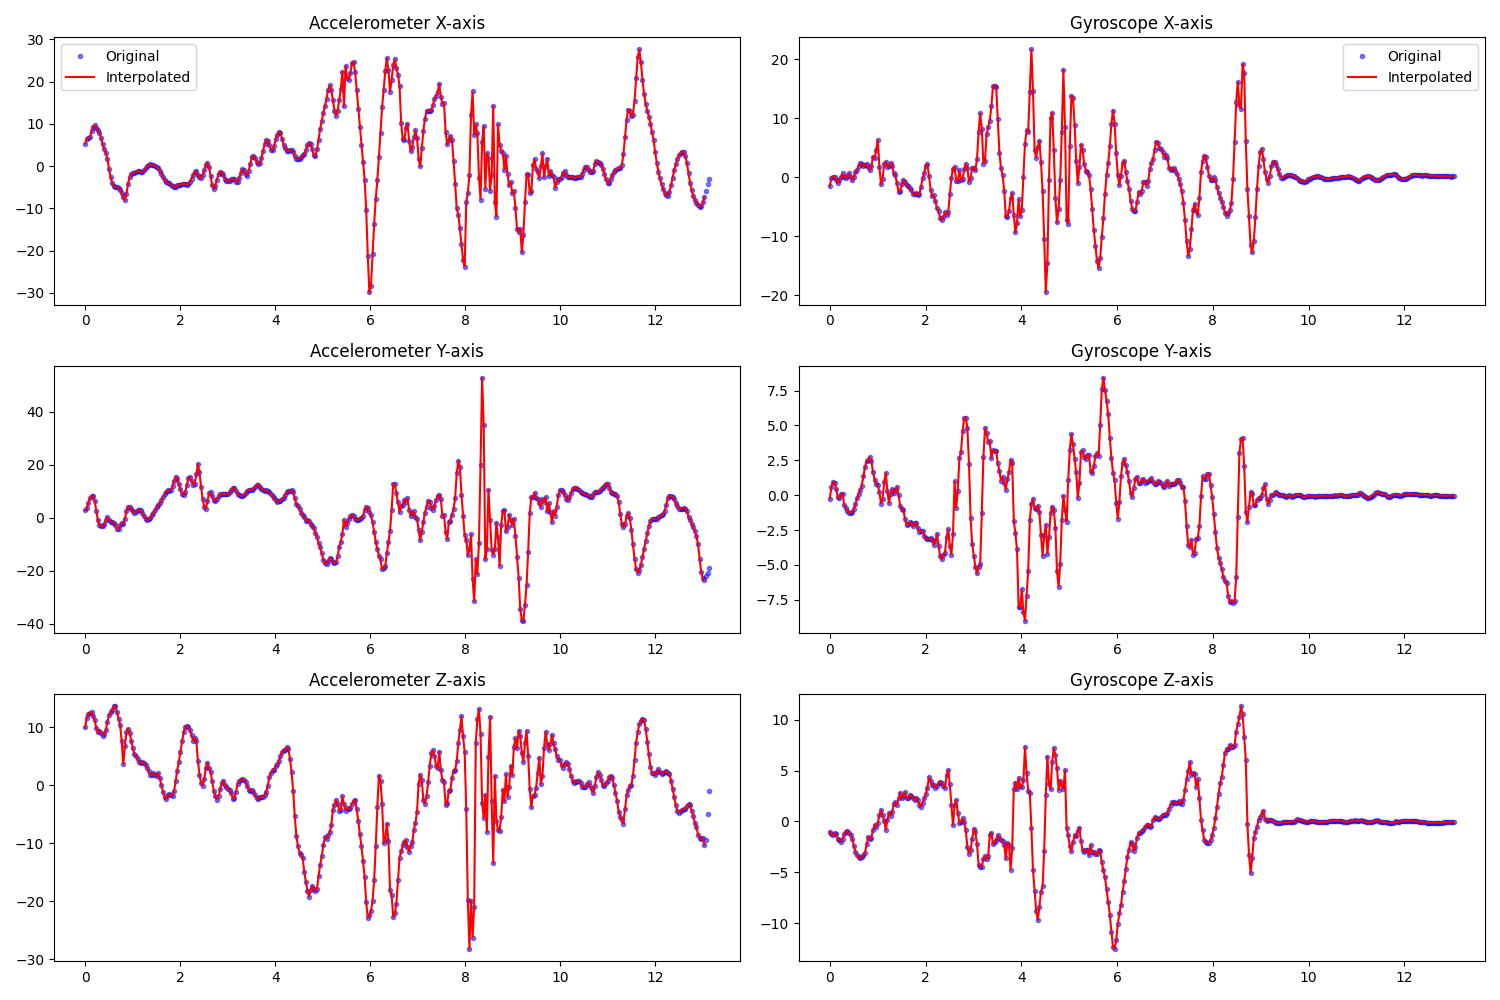 Accelerometer X-axis
30
20
10
0
−10
−20
−30
Original
Interpolated
0 2 4 6 8 10 12
Gyroscope X-axis
20
10
0
−10
−20
Original
Interpolated
0 2 4 6 8 10 12
Accelerometer Y-axis
40
20
0
−20
−40
0 2 4 6 8 10 12
Gyroscope Y-axis
7.5
5.0
2.5
0.0
−2.5
−5.0
−7.5
0 2 4 6 8 10 12
Accelerometer Z-axis
10
0
−10
−20
−30
0 2 4 6 8 10 12
Gyroscope Z-axis
10
5
0
−5
−10
0 2 4 6 8 10 12